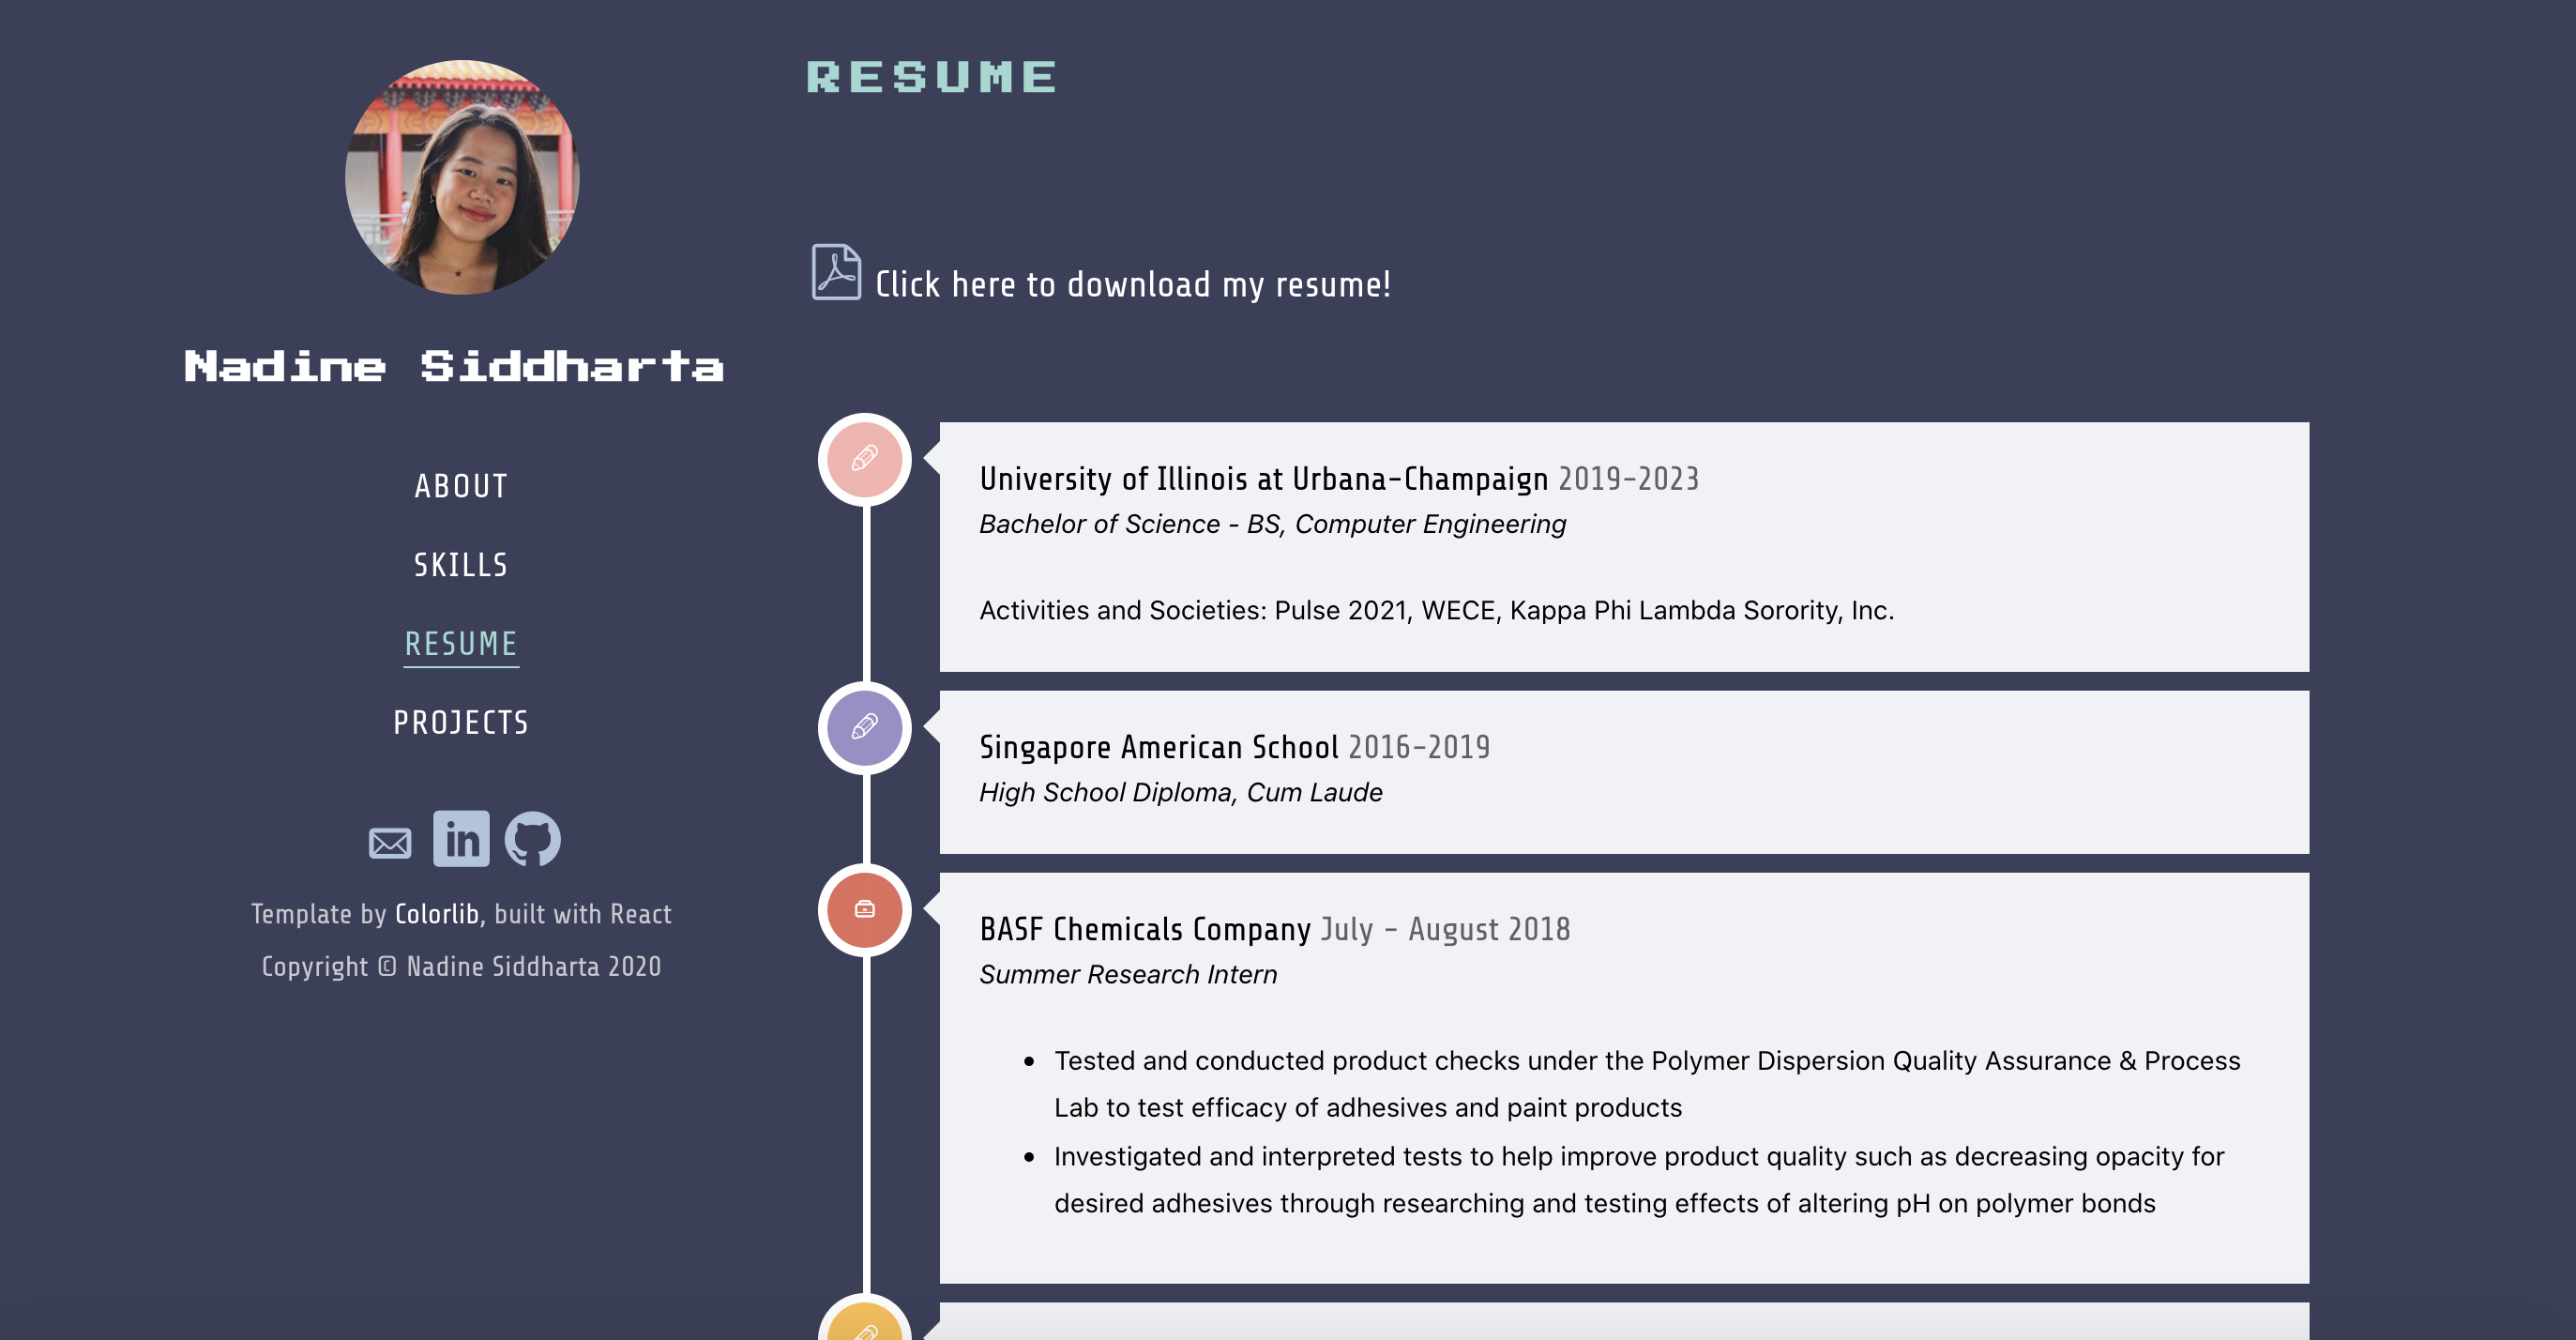 Nadine Siddharta
ABOUT
SKILLS
RESUME
PROJECTS
in
Template by Colorlib, built with React
Copyright © Nadine Siddharta 2020
RESUME
Click here to download my resume!
University of Illinois at Urbana-Champaign 2019-2023
Bachelor of Science - BS, Computer Engineering
Activities and Societies: Pulse 2021, WECE, Kappa Phi Lambda Sorority, Inc.
Singapore American School 2016-2019
High School Diploma, Cum Laude
BASF Chemicals Company July - August 2018
Summer Research Intern
• Tested and conducted product checks under the Polymer Dispersion Quality Assurance & Process
Lab to test efficacy of adhesives and paint products
• Investigated and interpreted tests to help improve product quality such as decreasing opacity for
desired adhesives through researching and testing effects of altering pH on polymer bonds